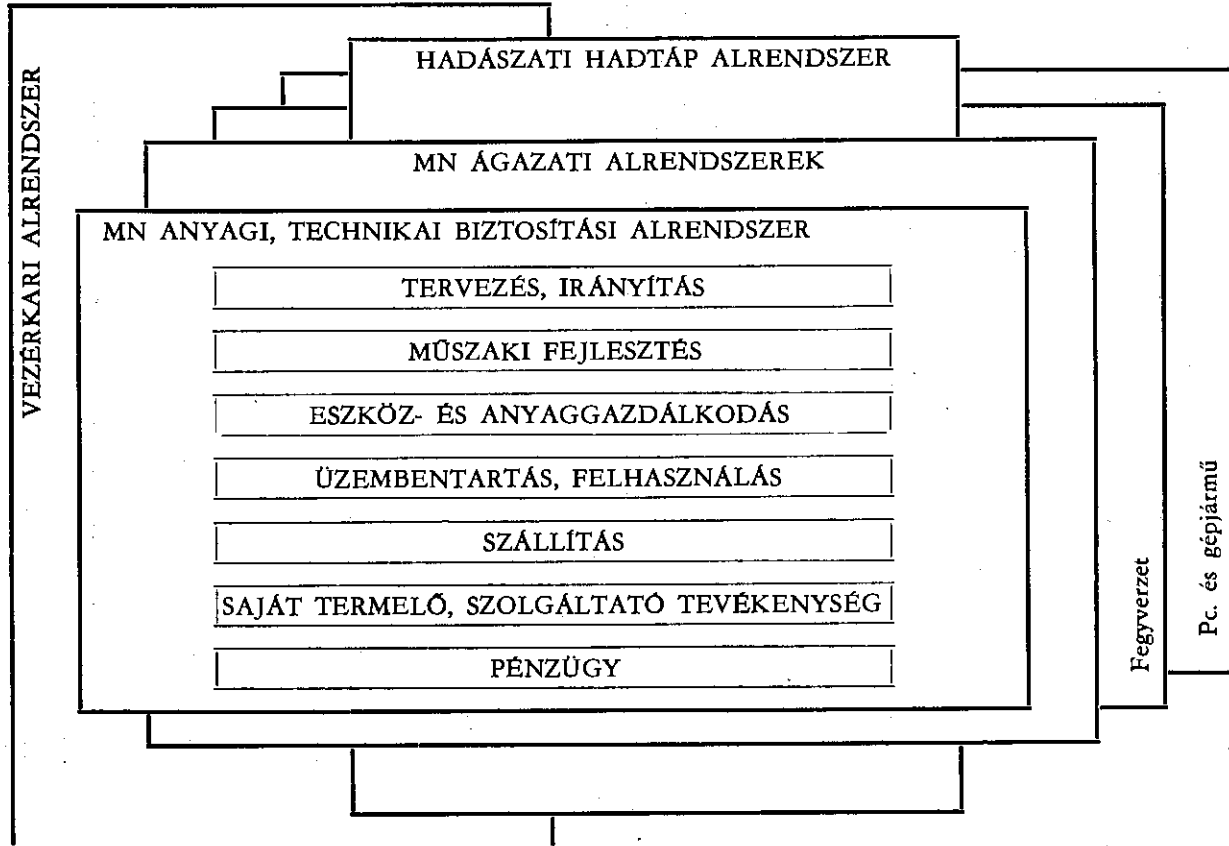 VEZÉRKARI ALRENDSZER
HADÁSZATI HADTÁP ALRENDSZER
MN ÁGAZATI ALRENDSZEREK
MN ANYAGI, TECHNIKAI BIZTOSÍTÁSI ALRENDSZER
TERVEZÉS, IRÁNYÍTÁS
MŰSZAKI FEJLESZTÉS
ESZKÖZ- ÉS ANYAGGAZDÁLKODÁS
ÜZEMBENTARTÁS, FELHASZNÁLÁS
SZÁLLÍTÁS
SAJÁT TERMELŐ, SZOLGÁLTATÓ TEVÉKENYSÉG
PÉNZÜGY
Fegyverzet
Pc. és gépjármű